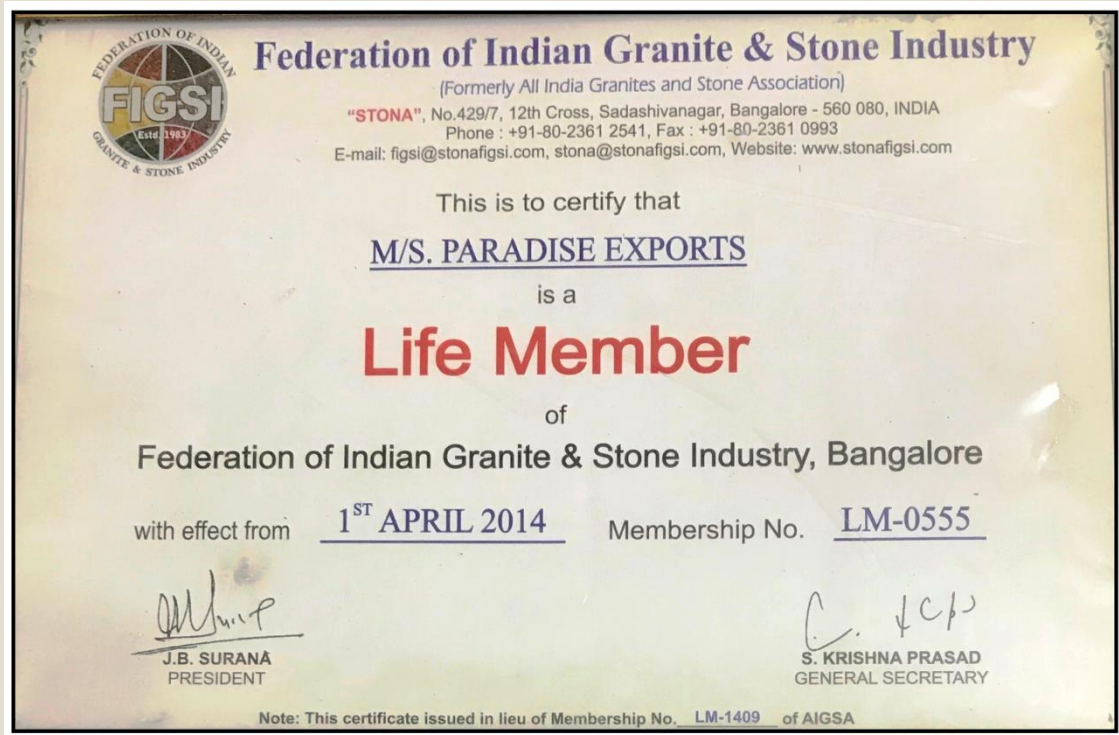 FEDERATION OF INDIAN
FIGSI
Estd. 1983
GRANITE & STONE INDUSTRY
Federation of Indian Granite & Stone Industry
(Formerly All India Granites and Stone Association)
"STONA", No.429/7, 12th Cross, Sadashivanagar, Bangalore - 560 080, INDIA
Phone : +91-80-2361 2541, Fax : +91-80-2361 0993
E-mail: figsi@stonafigsi.com, stona@stonafigsi.com, Website: www.stonafigsi.com
This is to certify that
M/S. PARADISE EXPORTS
is a
Life Member
of
Federation of Indian Granite & Stone Industry, Bangalore
with effect from 1ST APRIL 2014 Membership No. LM-0555
J.B. SURANA
PRESIDENT
S. KRISHNA PRASAD
GENERAL SECRETARY
Note: This certificate issued in lieu of Membership No. LM-1409 of AIGSA